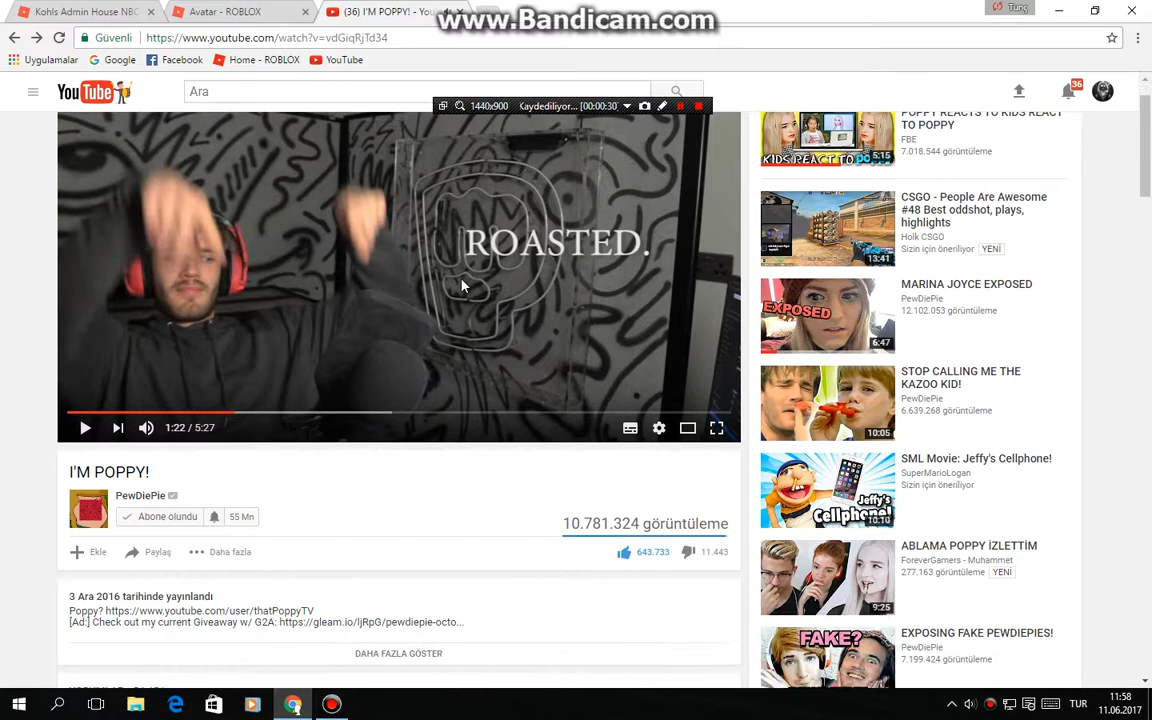 www.Bandicam.com
Kohls Admin House NBC
Avatar - ROBLOX
(36) I'M POPPY! - You
Tunç
Güvenli
https://www.youtube.com/watch?v=vdGiqRjTd34
Uygulamalar
Google
Facebook
Home - ROBLOX
YouTube
YouTube
Ara
1440x900
Kaydediliyor... [00:00:30]
36
ROASTED.
1:22 / 5:27
I'M POPPY!
PewDiePie
Abone olundu
55 Mn
10.781.324 görüntüleme
Ekle
Paylaş
Daha fazla
643.733
11.443
3 Ara 2016 tarihinde yayınlandı
Poppy? https://www.youtube.com/user/thatPoppyTV
[Ad:] Check out my current Giveaway w/ G2A: https://gleam.io/ljRpG/pewdiepie-octo...
DAHA FAZLA GÖSTER
POPPY REACTS TO KIDS REACT
TO POPPY
FBE
7.018.544 görüntüleme
KIDS REACT TO
5:15
CSGO - People Are Awesome
#48 Best oddshot, plays,
highlights
Holk CSGO
Sizin için öneriliyor
YENİ
13:41
MARINA JOYCE EXPOSED
PewDiePie
12.102.053 görüntüleme
EXPOSED
6:47
STOP CALLING ME THE
KAZOO KID!
PewDiePie
6.639.268 görüntüleme
10:05
SML Movie: Jeffy's Cellphone!
SuperMarioLogan
Sizin için öneriliyor
Jeffy's
Cellphone!
10:10
ABLAMA POPPY İZLETTİM
ForeverGamers - Muhammet
277.163 görüntüleme
YENİ
9:25
EXPOSING FAKE PEWDIEPIES!
PewDiePie
7.199.424 görüntüleme
FAKE?
TUR
11:58
11.06.2017